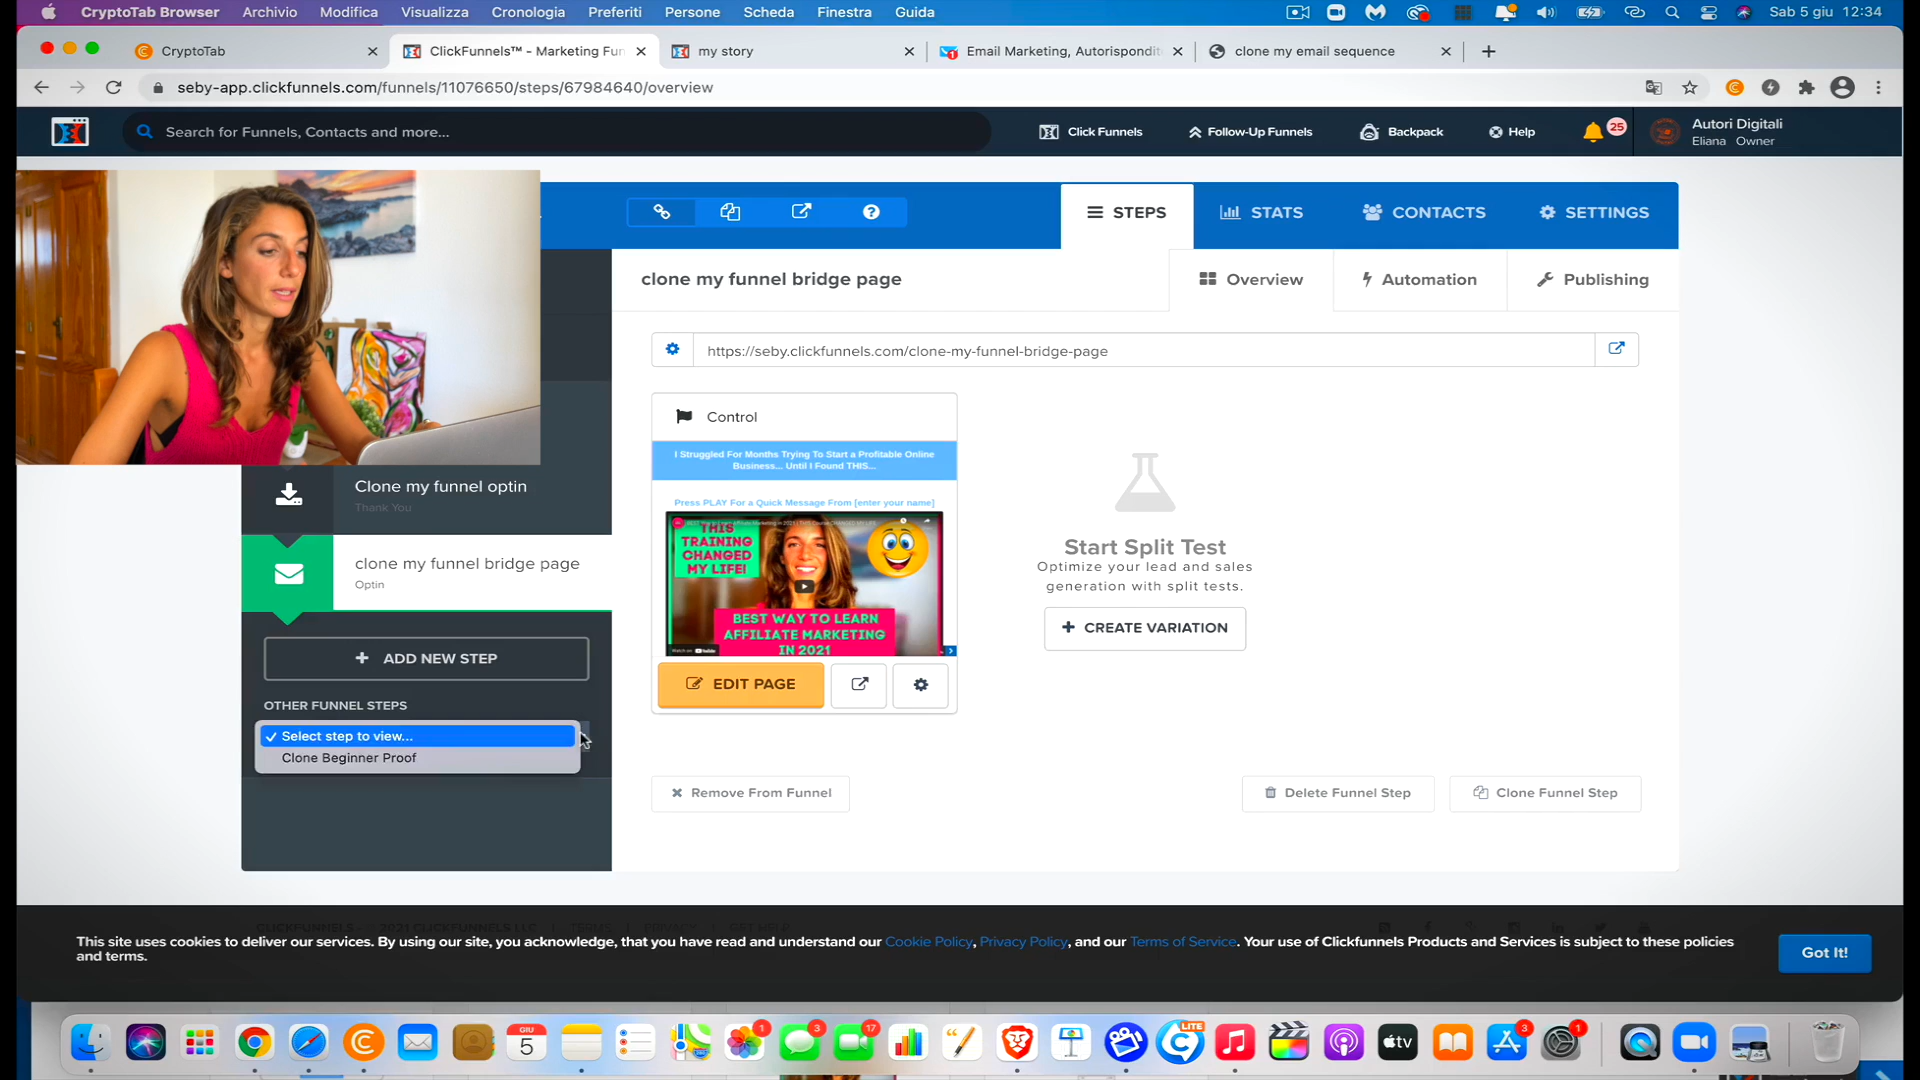 CryptoTab Browser Archivio Modifica Visualizza Cronologia Preferiti Persone Scheda Finestra Guida Sab 5 giu 12:34
CryptoTab
ClickFunnels™ - Marketing Fun
my story
Email Marketing, Autorispondit
clone my email sequence
seby-app.clickfunnels.com/funnels/11076650/steps/67984640/overview
Search for Funnels, Contacts and more...
Click Funnels
Follow-Up Funnels
Backpack
Help
25
Autori Digitali
Eliana Owner
STEPS
STATS
CONTACTS
SETTINGS
clone my funnel bridge page
Overview
Automation
Publishing
https://seby.clickfunnels.com/clone-my-funnel-bridge-page
Control
I Struggled For Months Trying To Start a Profitable Online
Business... Until I Found THIS...
Press PLAY For a Quick Message From [enter your name]
THIS
TRAINING
CHANGED
MY LIFE!
BEST WAY TO LEARN
AFFILIATE MARKETING
IN 2021
EDIT PAGE
Start Split Test
Optimize your lead and sales
generation with split tests.
CREATE VARIATION
Clone my funnel optin
Thank You
clone my funnel bridge page
Optin
ADD NEW STEP
OTHER FUNNEL STEPS
Select step to view...
Clone Beginner Proof
Remove From Funnel
Delete Funnel Step
Clone Funnel Step
This site uses cookies to deliver our services. By using our site, you acknowledge, that you have read and understand our Cookie Policy, Privacy Policy, and our Terms of Service. Your use of Clickfunnels Products and Services is subject to these policies
and terms.
Got It!
GIU
5
1
3
17
LITE
tv
3
1